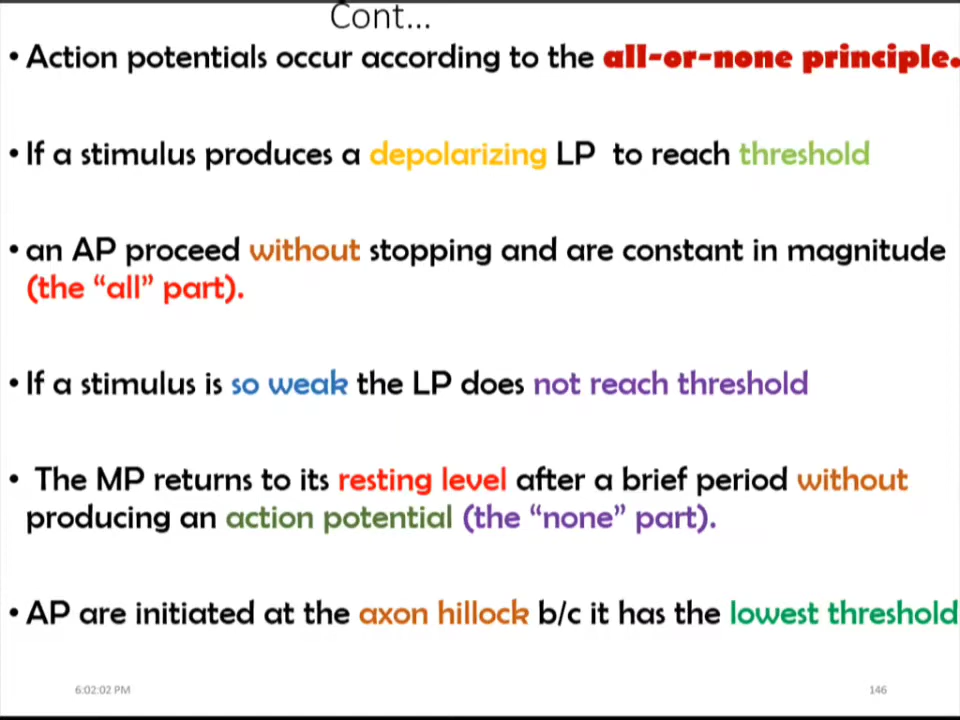 Cont...
• Action potentials occur according to the all-or-none principle.
• If a stimulus produces a depolarizing LP to reach threshold
• an AP proceed without stopping and are constant in magnitude
(the “all” part).
• If a stimulus is so weak the LP does not reach threshold
• The MP returns to its resting level after a brief period without
producing an action potential (the “none” part).
• AP are initiated at the axon hillock b/c it has the lowest threshold
6:02:02 PM
146